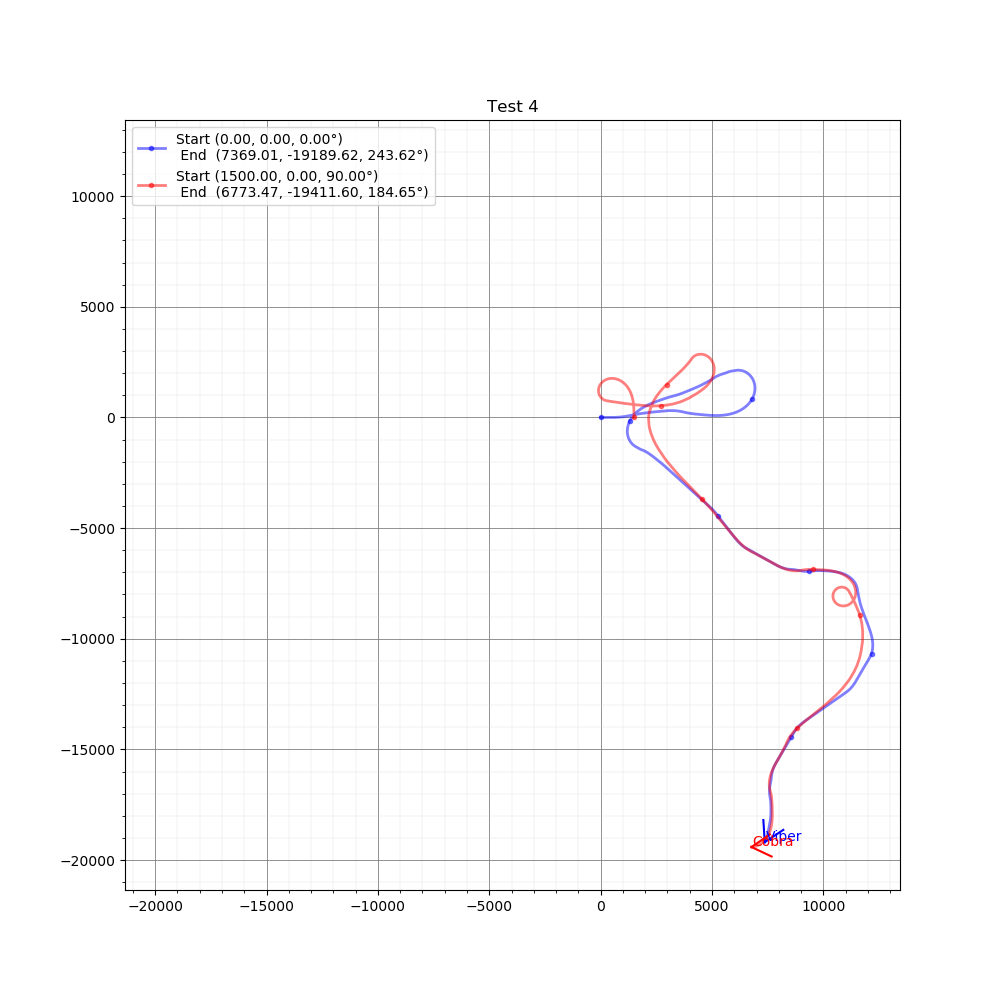 Test 4
Start (0.00, 0.00, 0.00°)
End (7369.01, -19189.62, 243.62°)
Start (1500.00, 0.00, 90.00°)
End (6773.47, -19411.60, 184.65°)
10000
5000
0
−5000
−10000
−15000
−20000
Viper
Cobra
−20000 −15000 −10000 −5000 0 5000 10000